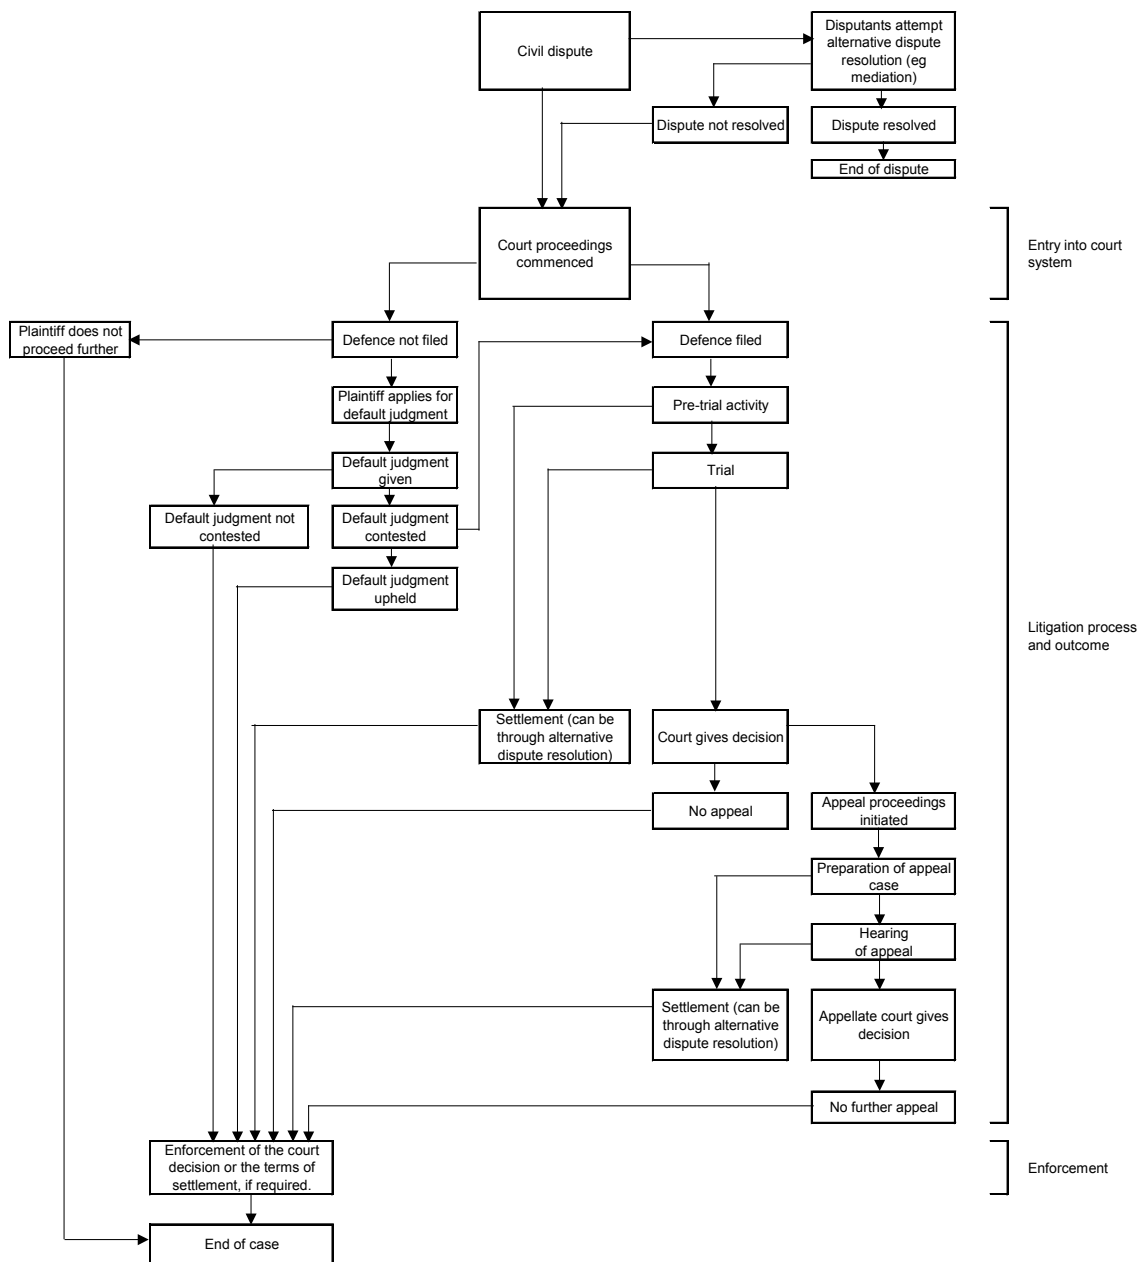 Civil dispute
Disputants attempt
alternative dispute
resolution (eg
mediation)
Dispute not resolved
Dispute resolved
End of dispute
Court proceedings
commenced
Entry into court
system
Plaintiff does not
proceed further
Defence not filed
Defence filed
Plaintiff applies for
default judgment
Pre-trial activity
Default judgment
given
Trial
Default judgment not
contested
Default judgment
contested
Default judgment
upheld
Litigation process
and outcome
Settlement (can be
through alternative
dispute resolution)
Court gives decision
No appeal
Appeal proceedings
initiated
Preparation of appeal
case
Hearing
of appeal
Settlement (can be
through alternative
dispute resolution)
Appellate court gives
decision
No further appeal
Enforcement of the court
decision or the terms of
settlement, if required.
Enforcement
End of case